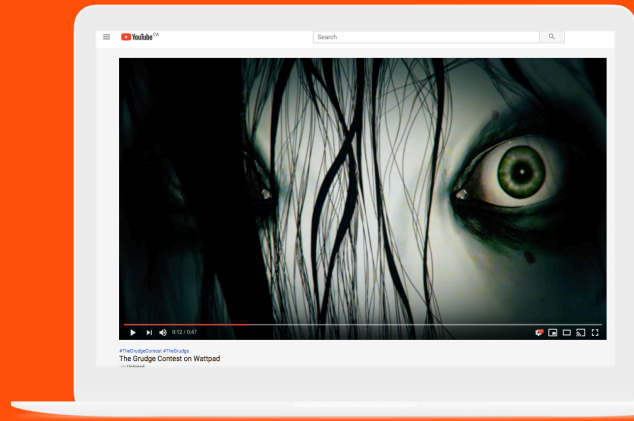 YouTube CA
Search
0:12 / 0:47
#TheGrudgeContest #TheGrudge
The Grudge Contest on Wattpad